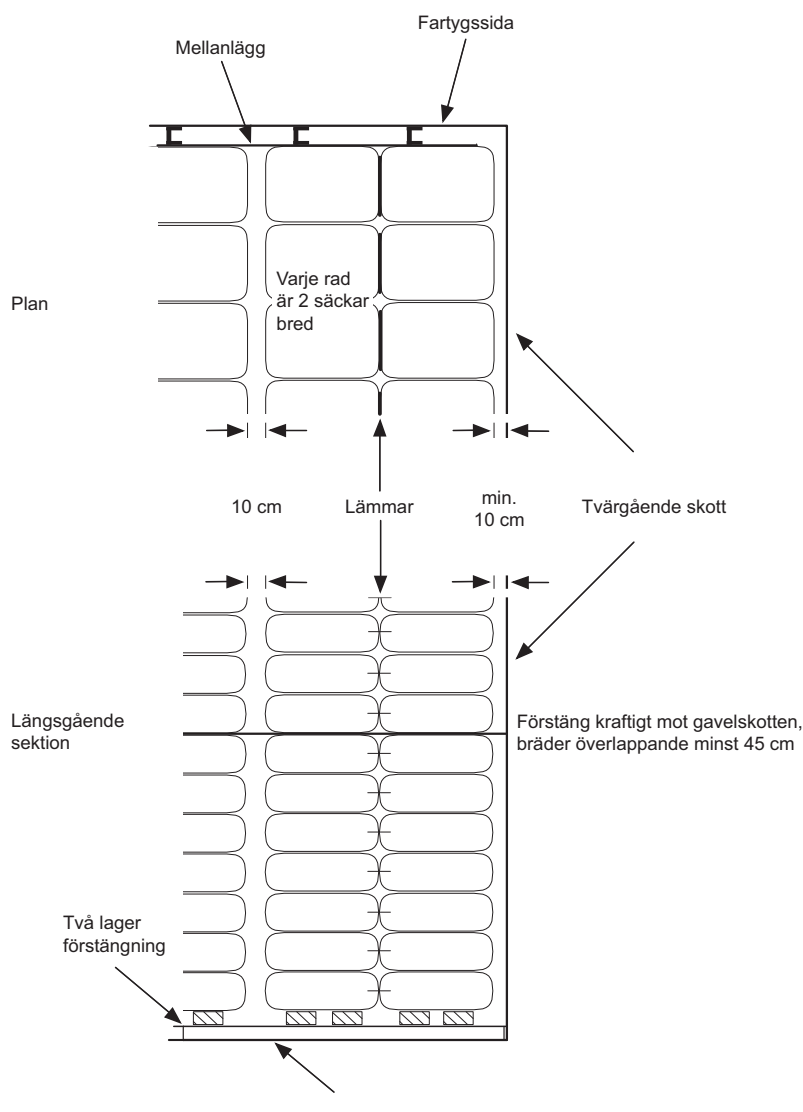 Fartygssida
Mellanlägg
Varje rad
är 2 säckar
bred
Plan
10 cm
Lämmar
min.
10 cm
Tvärgående skott
Längsgående
sektion
Förstäng kraftigt mot gavelskotten,
bräder överlappande minst 45 cm
Två lager
förstängning